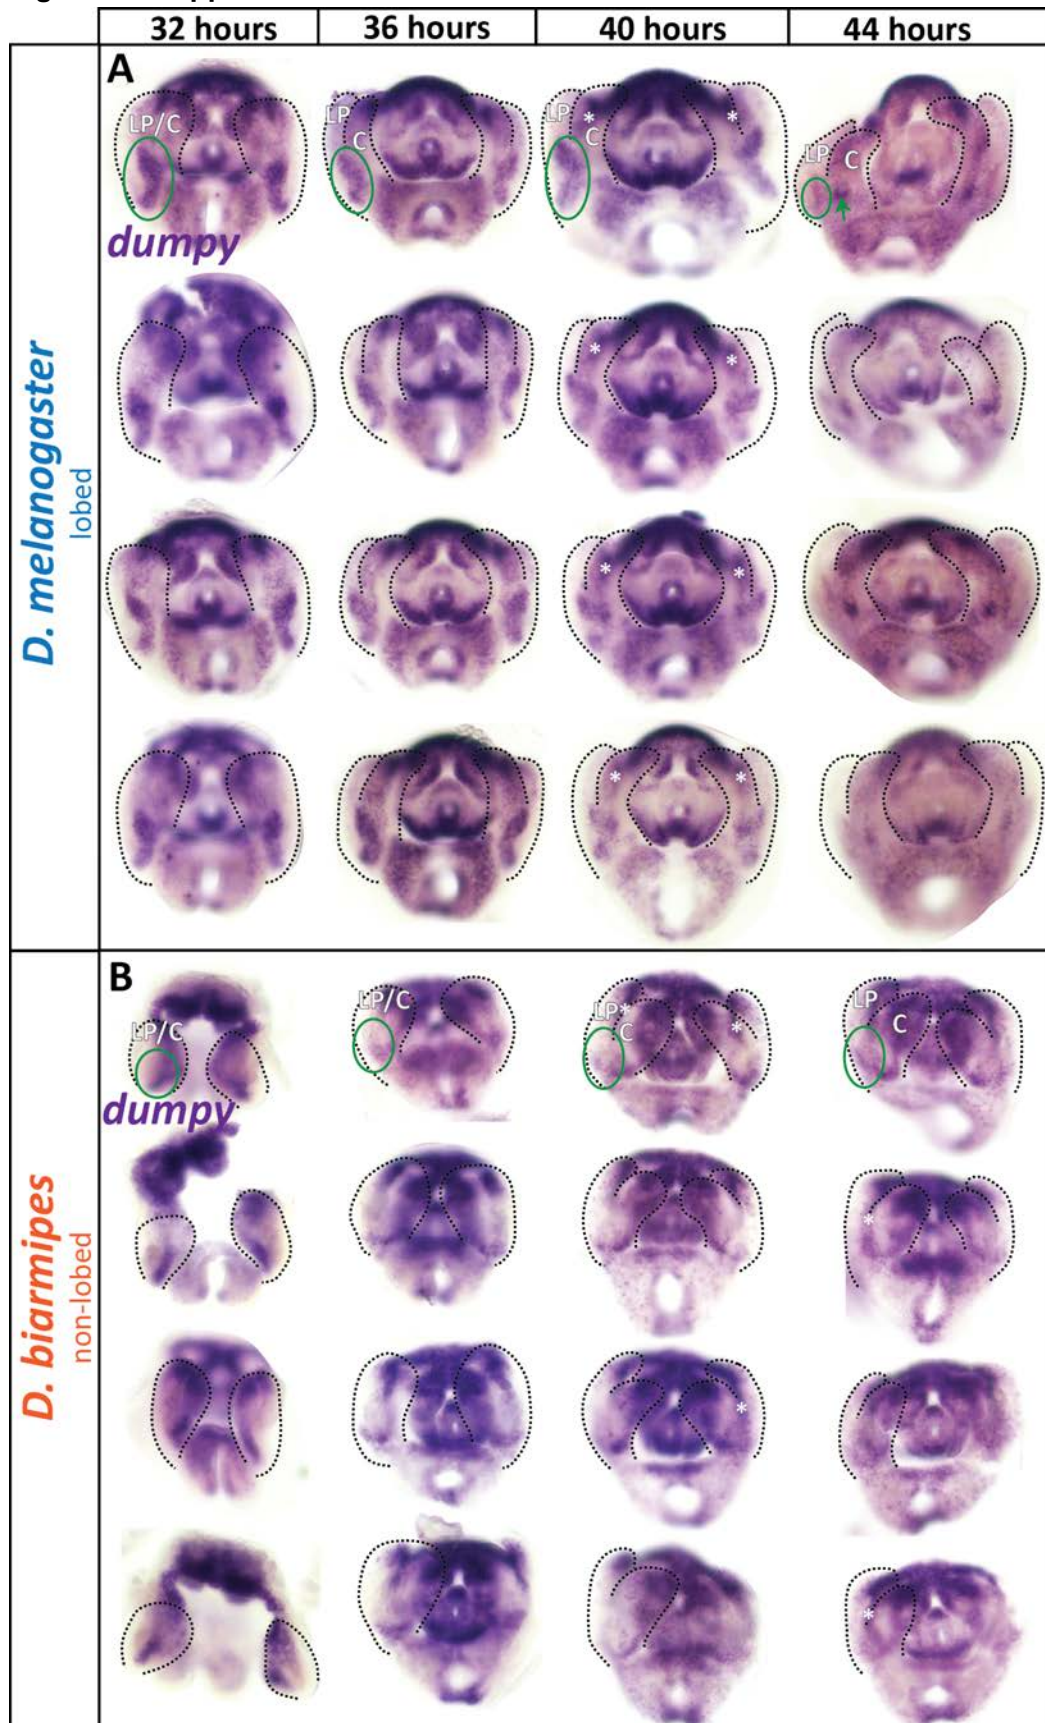 32 hours 36 hours 40 hours 44 hours
A
LP/C
LP
C
LP
*
C
*
LP
C
dumpy
* *
* *
* *
D. melanogaster
lobed
B
LP/C
LP/C
LP*
C
*
LP
C
*
dumpy
*
*
*
D. biarmipes
non-lobed